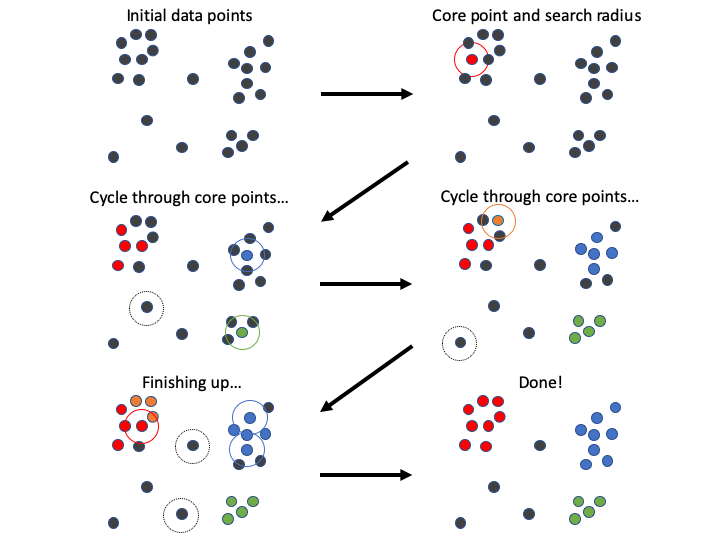 Initial data points
Core point and search radius
Cycle through core points…
Cycle through core points…
Finishing up…
Done!